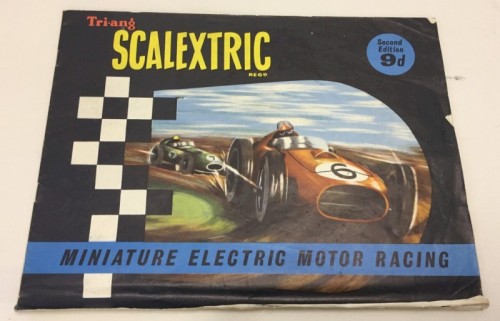 Tri-ang
SCALEXTRIC
REGD
Second
Edition
9d
6
MINIATURE ELECTRIC MOTOR RACING